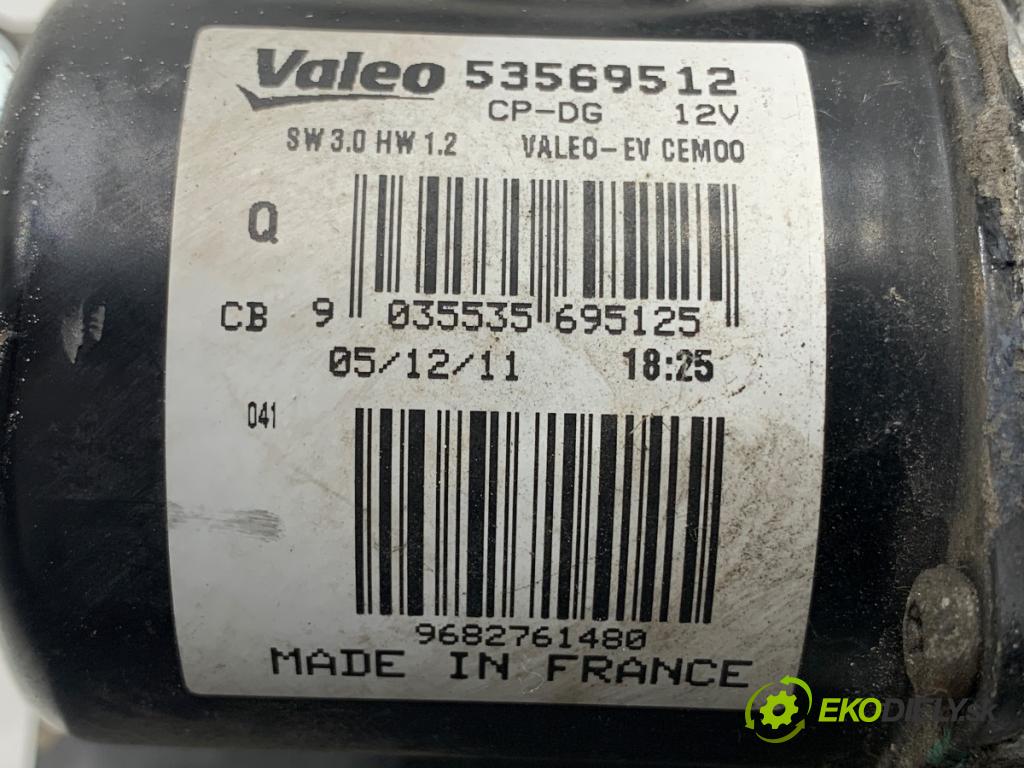 Valeo 53569512
CP-DG 12V
SW 3.0 HW 1.2 VALEO-EV CEM00
Q
CB 9 035535 695125
05/12/11 18:25
041
9682761480
MADE IN FRANCE
EKODIELY.sk